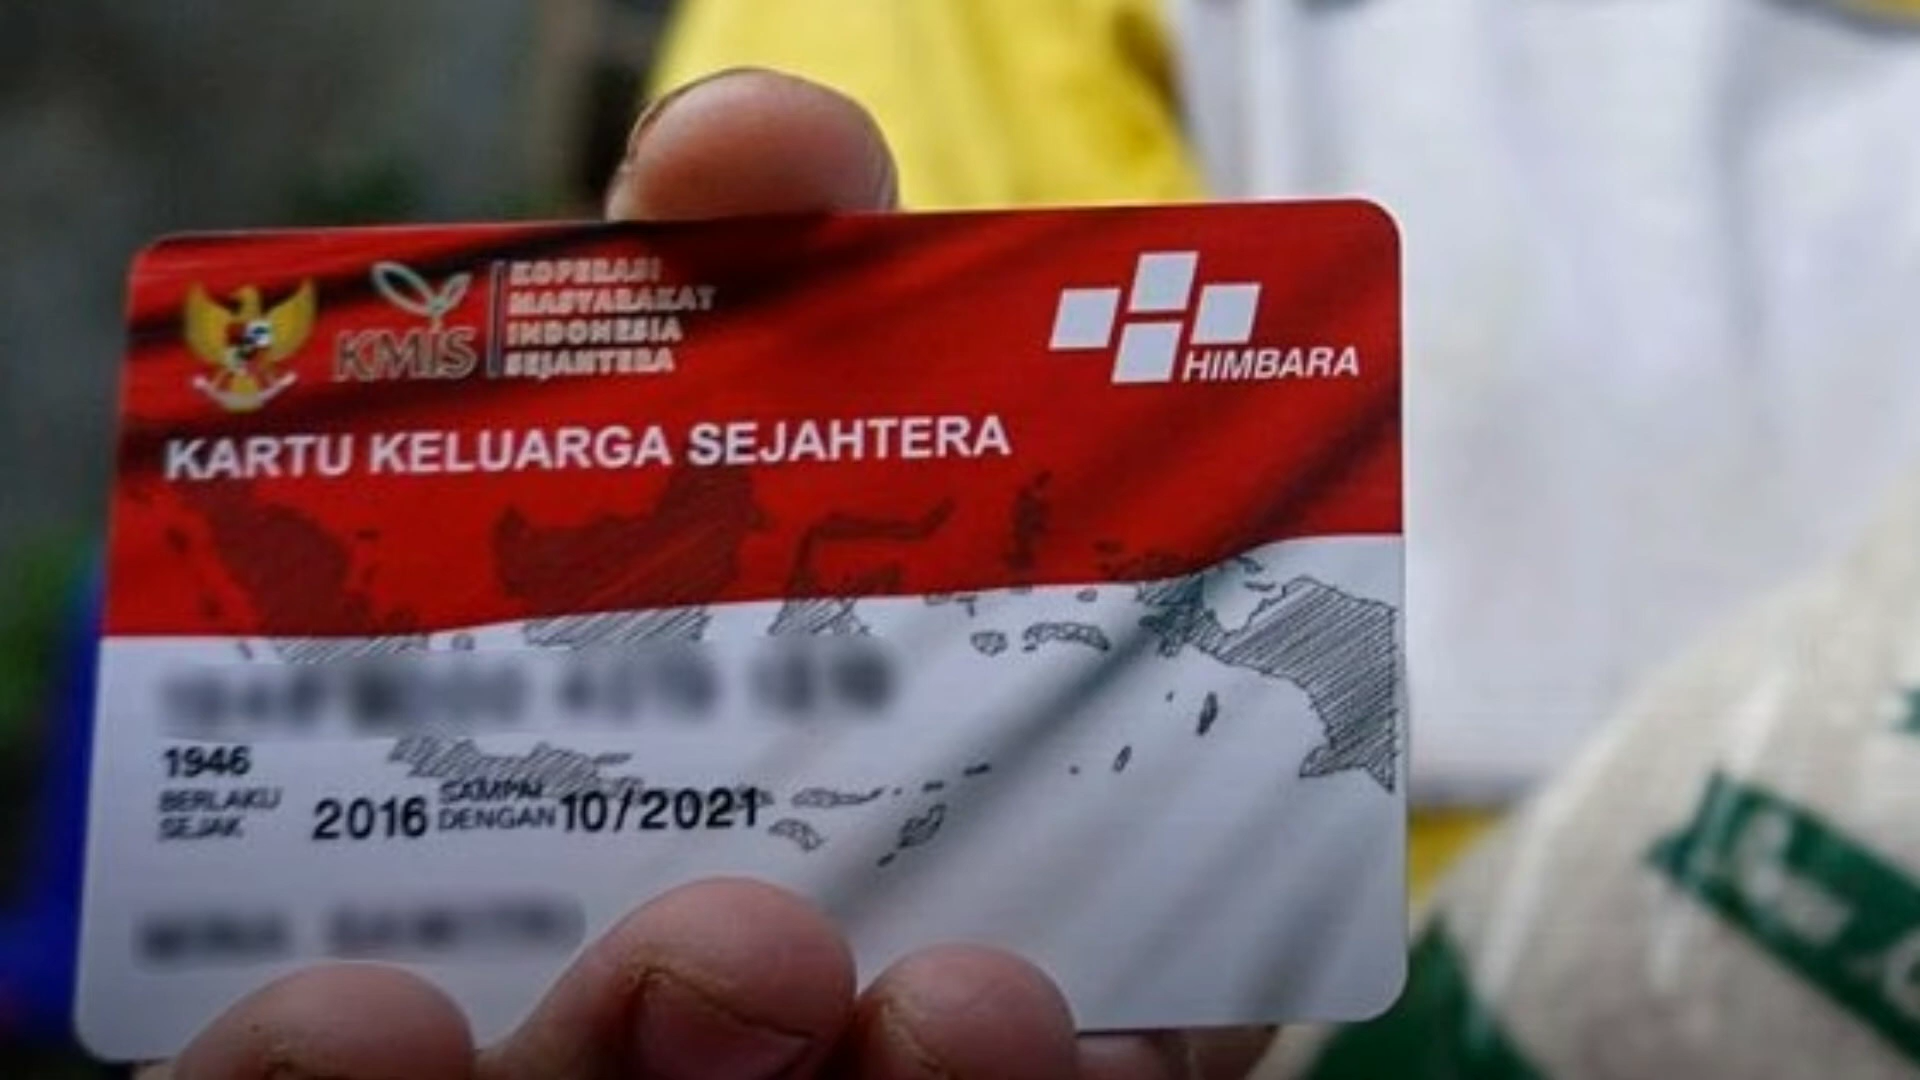 KMIS
KOPERASI
MASYARAKAT
INDONESIA
SEJAHTERA
HIMBARA
KARTU KELUARGA SEJAHTERA
1946
BERLAKU
SEJAK
2016
SAMPAI
DENGAN
10/2021